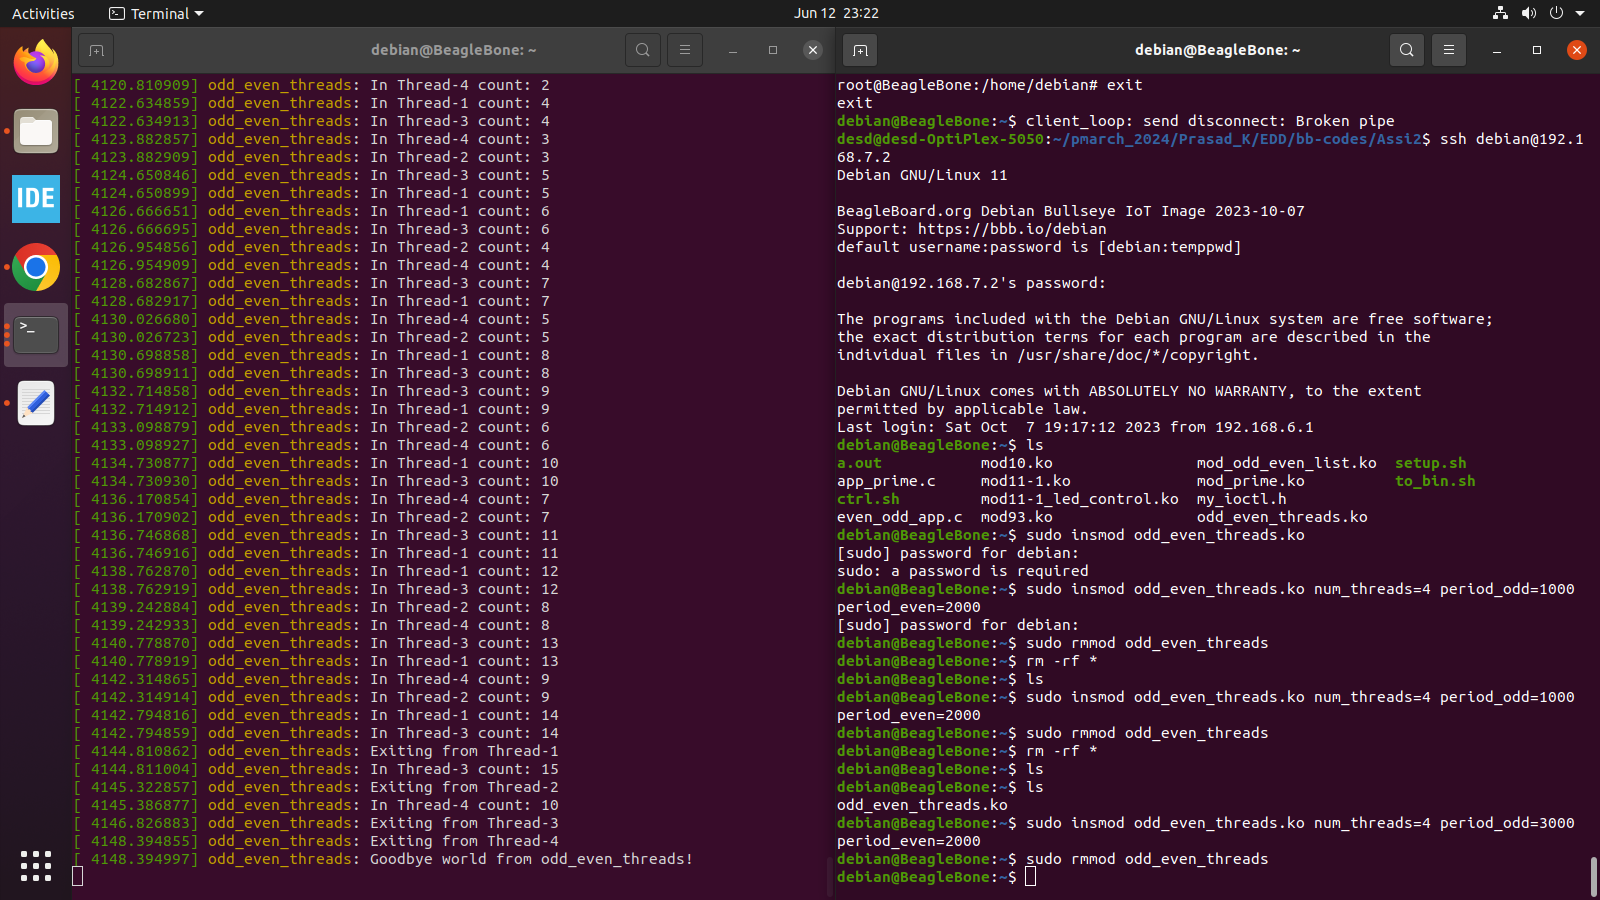 Activities
Terminal
Jun 12 23:22
debian@BeagleBone: ~
[ 4120.810909] odd_even_threads: In Thread-4 count: 2
[ 4122.634859] odd_even_threads: In Thread-1 count: 4
[ 4122.634913] odd_even_threads: In Thread-3 count: 4
[ 4123.882857] odd_even_threads: In Thread-4 count: 3
[ 4123.882909] odd_even_threads: In Thread-2 count: 3
[ 4124.650846] odd_even_threads: In Thread-3 count: 5
[ 4124.650899] odd_even_threads: In Thread-1 count: 5
[ 4126.666651] odd_even_threads: In Thread-1 count: 6
[ 4126.666695] odd_even_threads: In Thread-3 count: 6
[ 4126.954856] odd_even_threads: In Thread-2 count: 4
[ 4126.954909] odd_even_threads: In Thread-4 count: 4
[ 4128.682867] odd_even_threads: In Thread-3 count: 7
[ 4128.682917] odd_even_threads: In Thread-1 count: 7
[ 4130.026680] odd_even_threads: In Thread-4 count: 5
[ 4130.026723] odd_even_threads: In Thread-2 count: 5
[ 4130.698858] odd_even_threads: In Thread-1 count: 8
[ 4130.698911] odd_even_threads: In Thread-3 count: 8
[ 4132.714858] odd_even_threads: In Thread-3 count: 9
[ 4132.714912] odd_even_threads: In Thread-1 count: 9
[ 4133.098879] odd_even_threads: In Thread-2 count: 6
[ 4133.098927] odd_even_threads: In Thread-4 count: 6
[ 4134.730877] odd_even_threads: In Thread-1 count: 10
[ 4134.730930] odd_even_threads: In Thread-3 count: 10
[ 4136.170854] odd_even_threads: In Thread-4 count: 7
[ 4136.170902] odd_even_threads: In Thread-2 count: 7
[ 4136.746868] odd_even_threads: In Thread-3 count: 11
[ 4136.746916] odd_even_threads: In Thread-1 count: 11
[ 4138.762870] odd_even_threads: In Thread-1 count: 12
[ 4138.762919] odd_even_threads: In Thread-3 count: 12
[ 4139.242884] odd_even_threads: In Thread-2 count: 8
[ 4139.242933] odd_even_threads: In Thread-4 count: 8
[ 4140.778870] odd_even_threads: In Thread-3 count: 13
[ 4140.778919] odd_even_threads: In Thread-1 count: 13
[ 4142.314865] odd_even_threads: In Thread-4 count: 9
[ 4142.314914] odd_even_threads: In Thread-2 count: 9
[ 4142.794816] odd_even_threads: In Thread-1 count: 14
[ 4142.794859] odd_even_threads: In Thread-3 count: 14
[ 4144.810862] odd_even_threads: Exiting from Thread-1
[ 4144.811004] odd_even_threads: In Thread-3 count: 15
[ 4145.322857] odd_even_threads: Exiting from Thread-2
[ 4145.386877] odd_even_threads: In Thread-4 count: 10
[ 4146.826883] odd_even_threads: Exiting from Thread-3
[ 4148.394855] odd_even_threads: Exiting from Thread-4
[ 4148.394997] odd_even_threads: Goodbye world from odd_even_threads!
debian@BeagleBone: ~
root@BeagleBone:/home/debian# exit
exit
debian@BeagleBone:~$ client_loop: send disconnect: Broken pipe
desd@desd-OptiPlex-5050:~/pmarch_2024/Prasad_K/EDD/bb-codes/Assi2$ ssh debian@192.1
68.7.2
Debian GNU/Linux 11
BeagleBoard.org Debian Bullseye IoT Image 2023-10-07
Support: https://bbb.io/debian
default username:password is [debian:temppwd]
debian@192.168.7.2's password:
The programs included with the Debian GNU/Linux system are free software;
the exact distribution terms for each program are described in the
individual files in /usr/share/doc/*/copyright.
Debian GNU/Linux comes with ABSOLUTELY NO WARRANTY, to the extent
permitted by applicable law.
Last login: Sat Oct  7 19:17:12 2023 from 192.168.6.1
debian@BeagleBone:~$ ls
a.out mod10.ko mod_odd_even_list.ko setup.sh
app_prime.c mod11-1.ko mod_prime.ko to_bin.sh
ctrl.sh mod11-1_led_control.ko my_ioctl.h
even_odd_app.c mod93.ko odd_even_threads.ko
debian@BeagleBone:~$ sudo insmod odd_even_threads.ko
[sudo] password for debian:
sudo: a password is required
debian@BeagleBone:~$ sudo insmod odd_even_threads.ko num_threads=4 period_odd=1000
period_even=2000
[sudo] password for debian:
debian@BeagleBone:~$ sudo rmmod odd_even_threads
debian@BeagleBone:~$ rm -rf *
debian@BeagleBone:~$ ls
debian@BeagleBone:~$ sudo insmod odd_even_threads.ko num_threads=4 period_odd=1000
period_even=2000
debian@BeagleBone:~$ sudo rmmod odd_even_threads
debian@BeagleBone:~$ rm -rf *
debian@BeagleBone:~$ ls
debian@BeagleBone:~$ ls
odd_even_threads.ko
debian@BeagleBone:~$ sudo insmod odd_even_threads.ko num_threads=4 period_odd=3000
period_even=2000
debian@BeagleBone:~$ sudo rmmod odd_even_threads
debian@BeagleBone:~$
IDE
>_